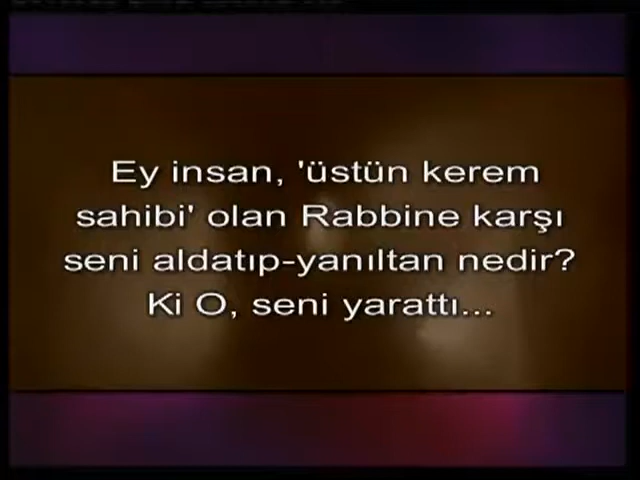 Ey insan, 'üstün kerem
sahibi' olan Rabbine karşı
seni aldatıp-yanıltan nedir?
Ki O, seni yarattı...